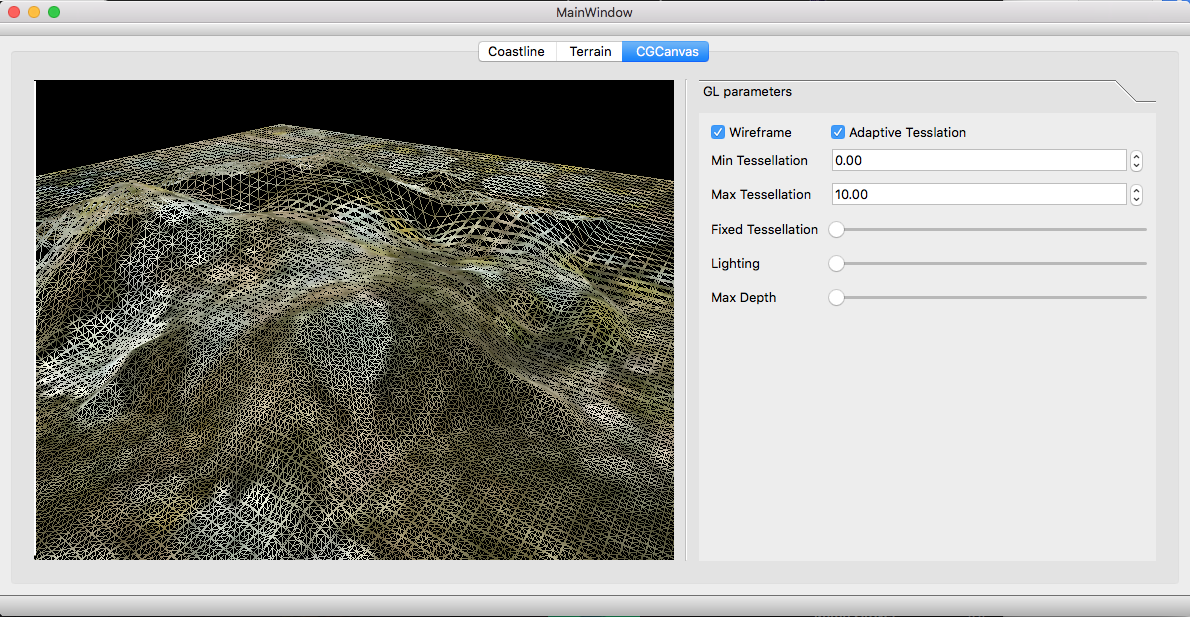 MainWindow
Coastline Terrain CGCanvas
GL parameters
Wireframe Adaptive Tesslation
Min Tessellation 0.00
Max Tessellation 10.00
Fixed Tessellation
Lighting
Max Depth